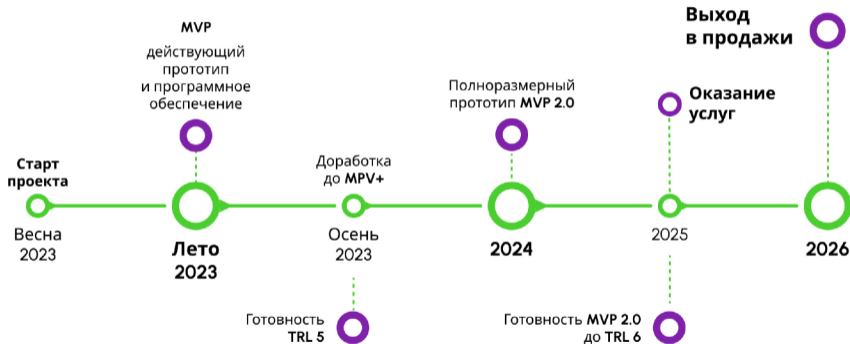 MVP
действующий
прототип
и программное
обеспечение
Выход
в продажи
Полноразмерный
прототип MVP 2.0
Оказание
услуг
Старт
проекта
Доработка
до MPV+
Весна
2023
Лето
2023
Осень
2023
2024
2025
2026
Готовность
TRL 5
Готовность MVP 2.0
до TRL 6